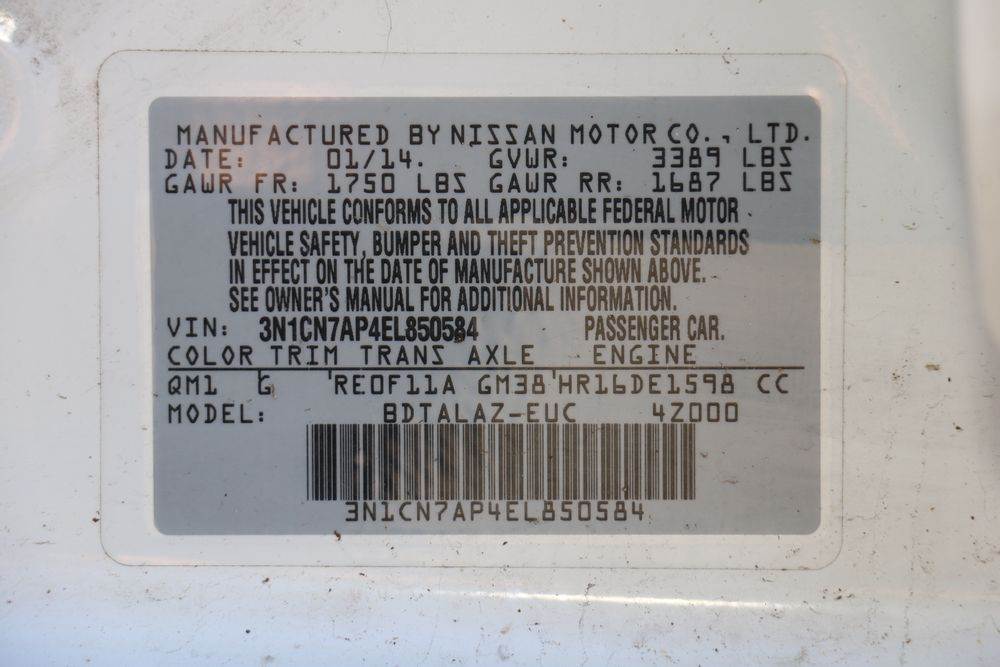 MANUFACTURED BY NISSAN MOTOR CO., LTD.
DATE: 01/14. GVWR: 3389 LBS
GAWR FR: 1750 LBS GAWR RR: 1687 LBS
THIS VEHICLE CONFORMS TO ALL APPLICABLE FEDERAL MOTOR
VEHICLE SAFETY, BUMPER AND THEFT PREVENTION STANDARDS
IN EFFECT ON THE DATE OF MANUFACTURE SHOWN ABOVE.
SEE OWNER'S MANUAL FOR ADDITIONAL INFORMATION.
VIN: 3N1CN7AP4EL850584 PASSENGER CAR.
COLOR TRIM TRANS AXLE ENGINE
QM1 G RE0F11A GM38 HR16DE1598 CC
MODEL: BDTALAZ-EUC 4Z000
3N1CN7AP4EL850584